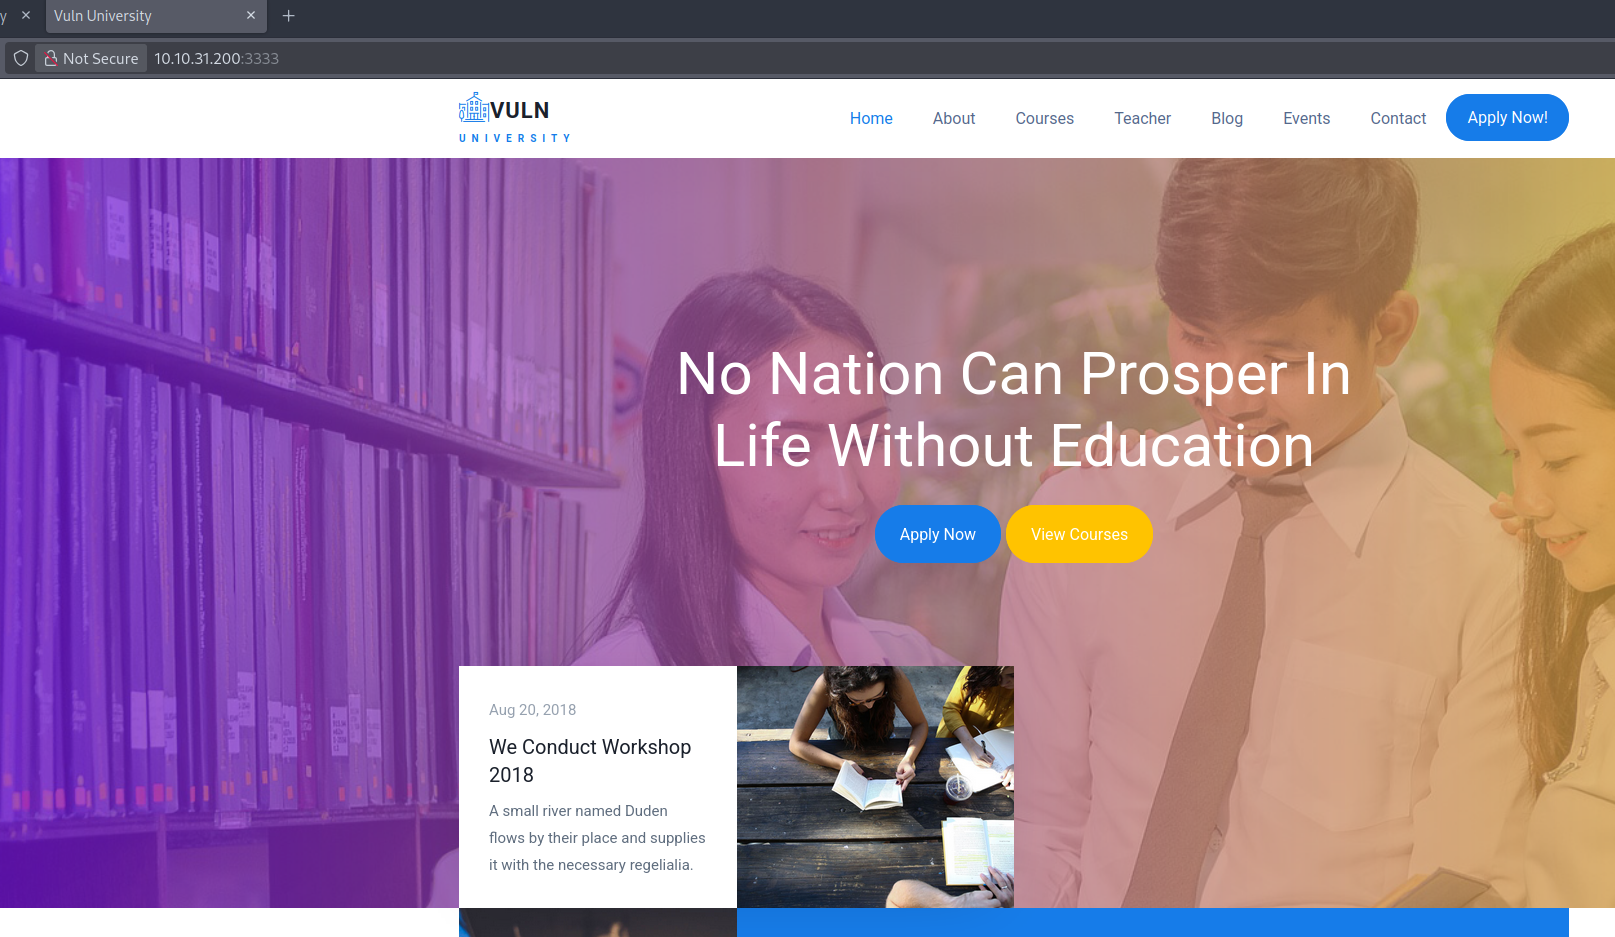 y
Vuln University
Not Secure 10.10.31.200:3333
VULN
UNIVERSITY
Home About Courses Teacher Blog Events Contact Apply Now!
No Nation Can Prosper In
Life Without Education
Apply Now View Courses
Aug 20, 2018
We Conduct Workshop
2018
A small river named Duden
flows by their place and supplies
it with the necessary regelialia.